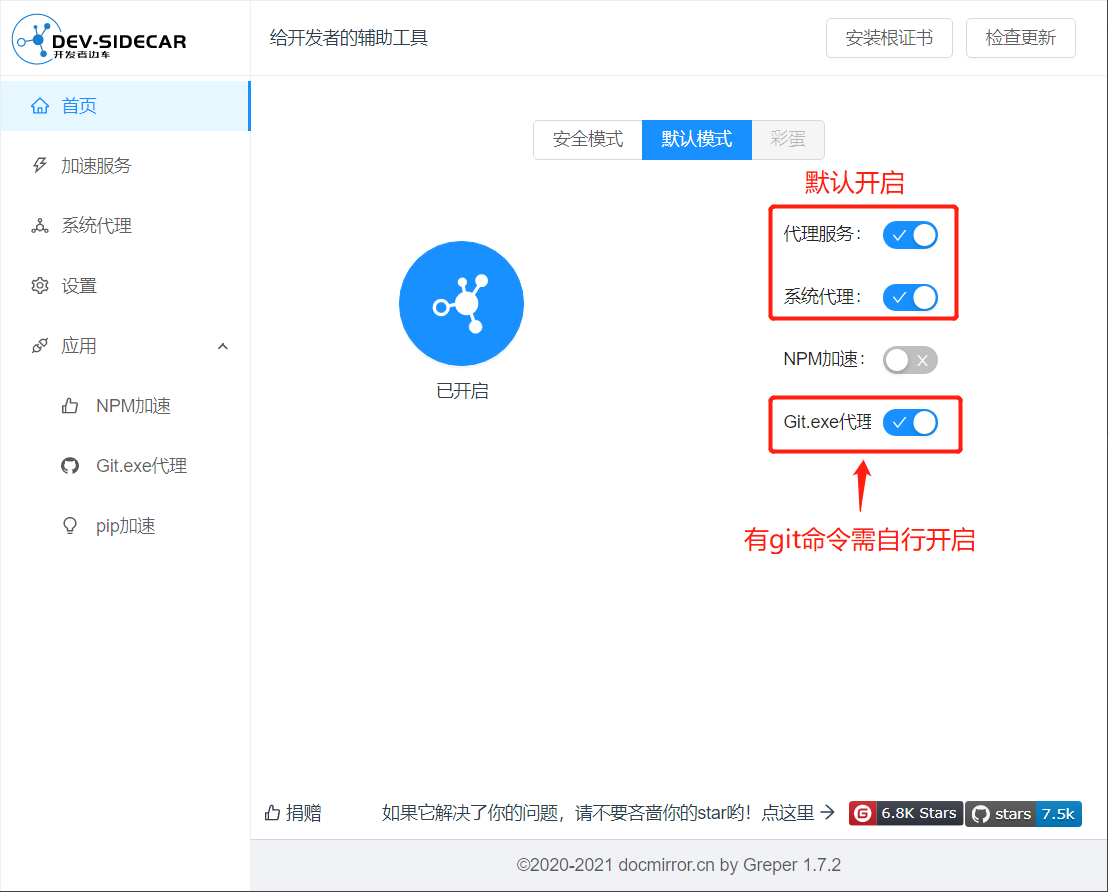 DEV-SIDECAR
开发者边车
给开发者的辅助工具
安装根证书
检查更新
首页
加速服务
系统代理
设置
应用
NPM加速
Git.exe代理
pip加速
安全模式
默认模式
彩蛋
默认开启
代理服务：
系统代理：
NPM加速：
Git.exe代理
已开启
有git命令需自行开启
捐赠
如果它解决了你的问题，请不要吝啬你的star哟！点这里
G 6.8K Stars
stars 7.5k
©2020-2021 docmirror.cn by Greper 1.7.2